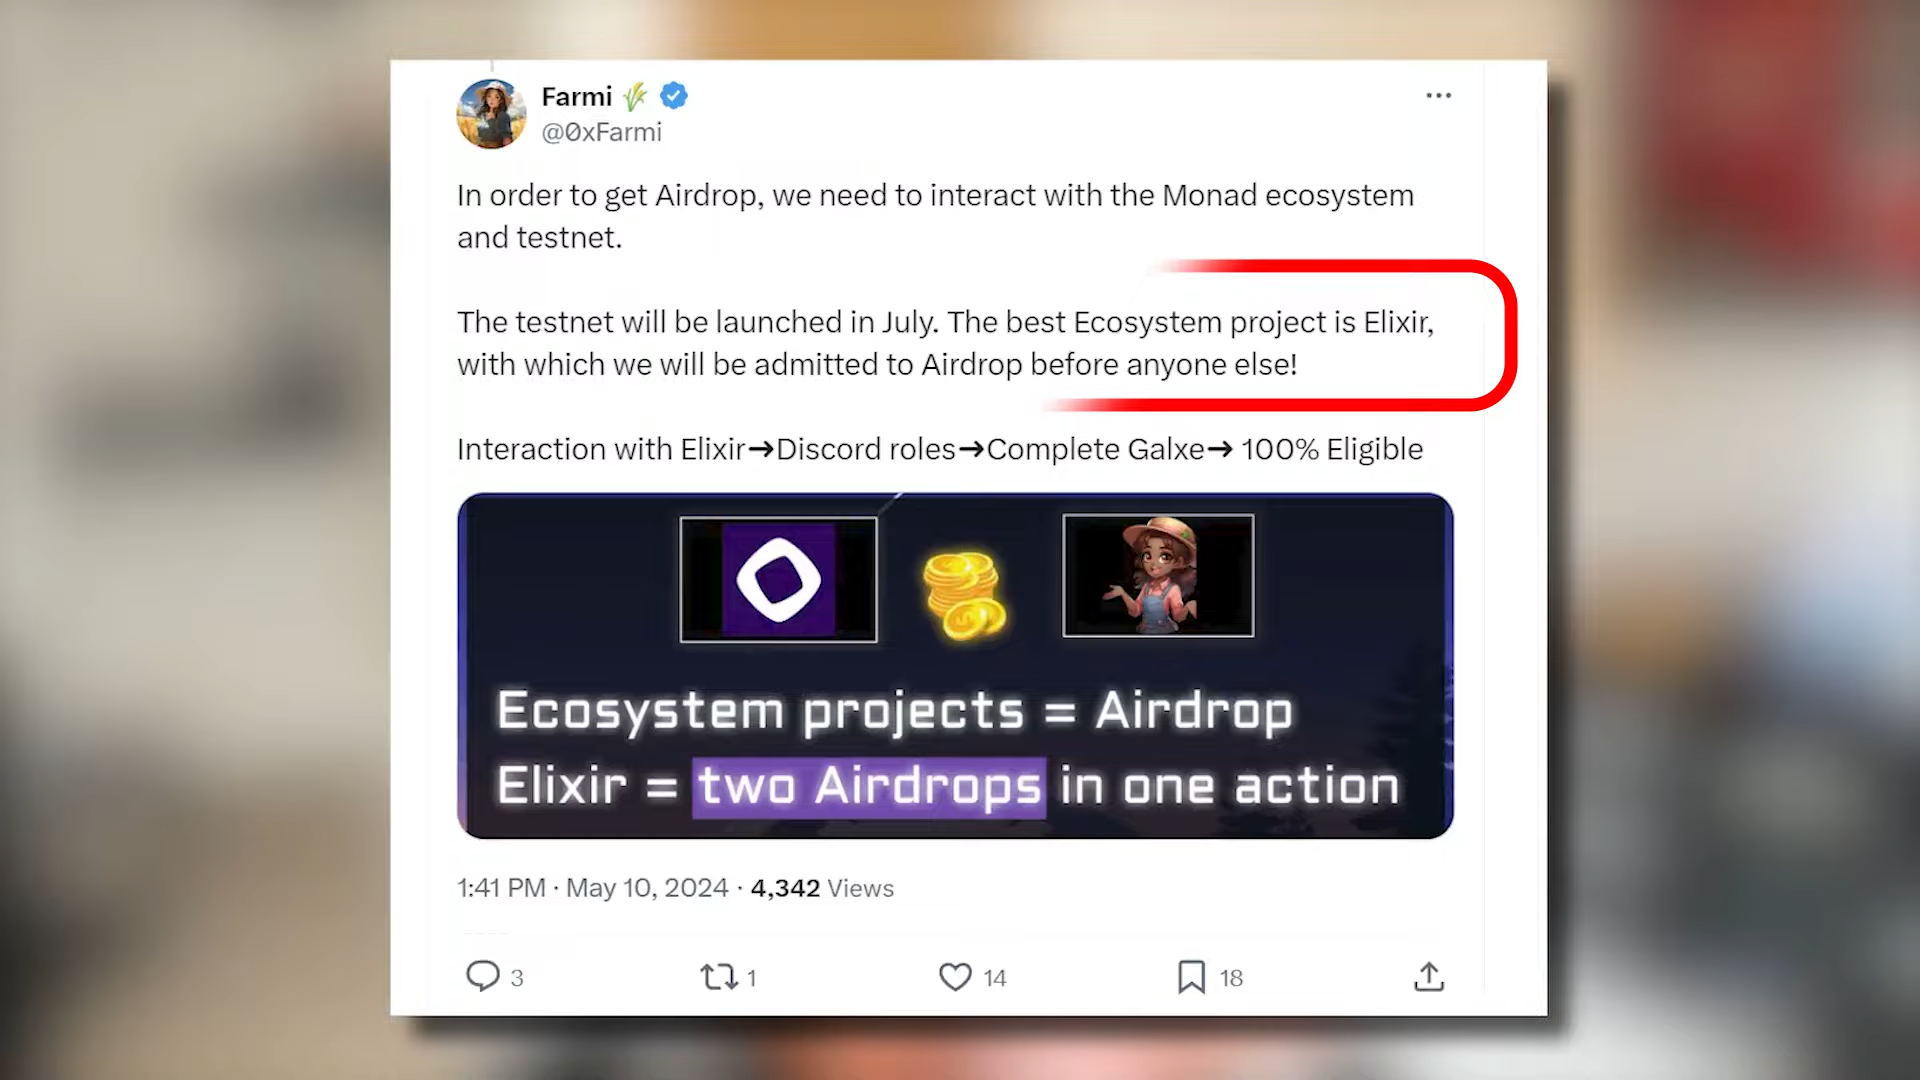 Farmi
@0xFarmi
In order to get Airdrop, we need to interact with the Monad ecosystem
and testnet.
The testnet will be launched in July. The best Ecosystem project is Elixir,
with which we will be admitted to Airdrop before anyone else!
Interaction with Elixir→Discord roles→Complete Galxe→ 100% Eligible
Ecosystem projects = Airdrop
Elixir = two Airdrops in one action
1:41 PM · May 10, 2024 · 4,342 Views
3 1 14 18